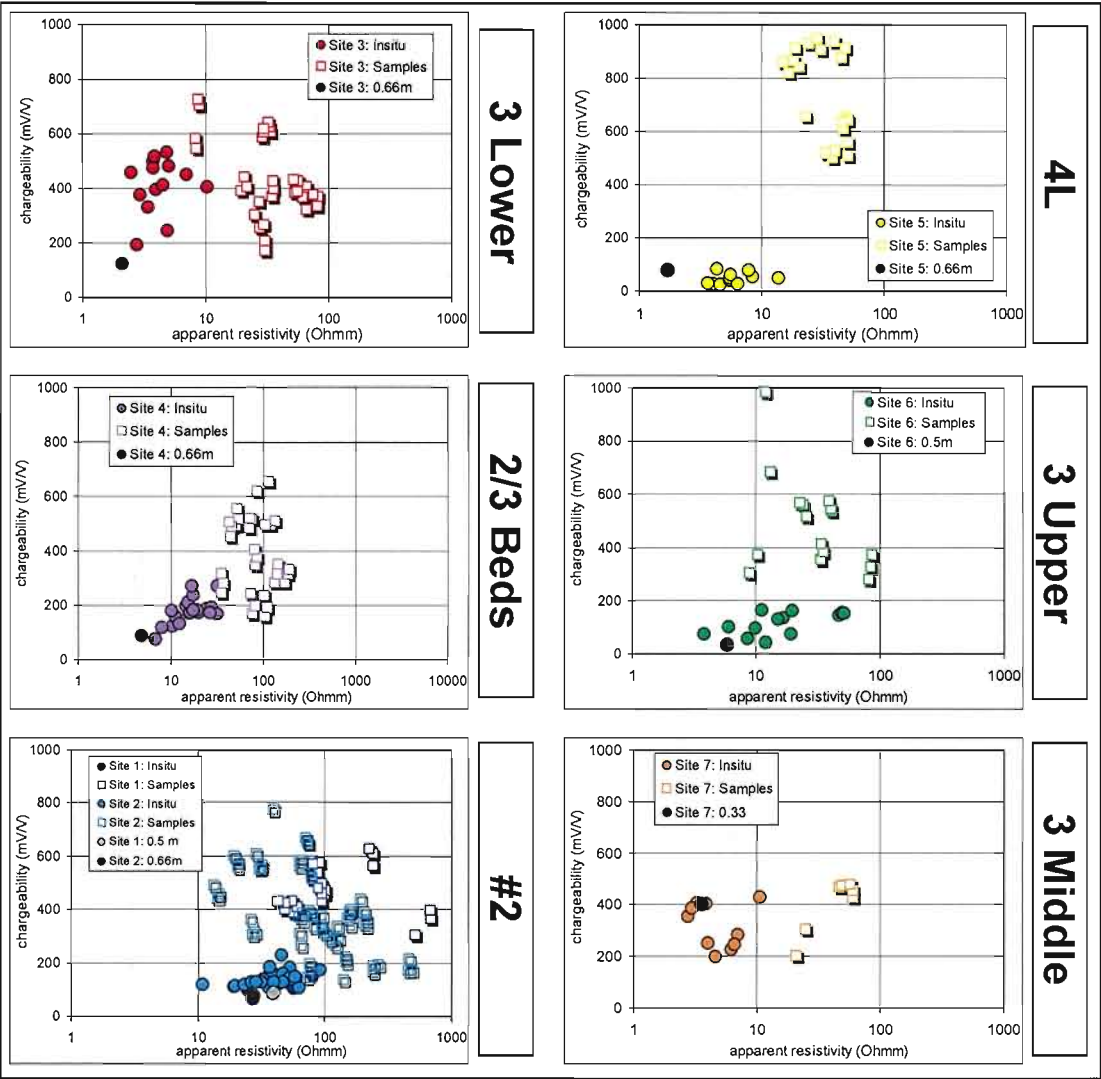 1000
800
600
400
200
0
chargeability (mV/V)
1
10
100
1000
apparent resistivity (Ohmm)
Site 3: Insitu
Site 3: Samples
Site 3: 0.66m
3 Lower
1000
800
600
400
200
0
chargeability (mV/V)
1
10
100
1000
apparent resistivity (Ohmm)
Site 5: Insitu
Site 5: Samples
Site 5: 0.66m
4L
1000
800
600
400
200
0
chargeability (mV/V)
1
10
100
1000
10000
apparent resistivity (Ohmm)
Site 4: Insitu
Site 4: Samples
Site 4: 0.66m
2/3 Beds
1000
800
600
400
200
0
chargeability (mV/V)
1
10
100
1000
apparent resistivity (Ohmm)
Site 6: Insitu
Site 6: Samples
Site 6: 0.5m
3 Upper
1000
800
600
400
200
0
chargeability (mV/V)
1
10
100
1000
apparent resistivity (Ohmm)
Site 1: Insitu
Site 1: Samples
Site 2: Insitu
Site 2: Samples
Site 1: 0.5 m
Site 2: 0.66m
#2
1000
800
600
400
200
0
chargeability (mV/V)
1
10
100
1000
apparent resistivity (Ohmm)
Site 7: Insitu
Site 7: Samples
Site 7: 0.33
3 Middle